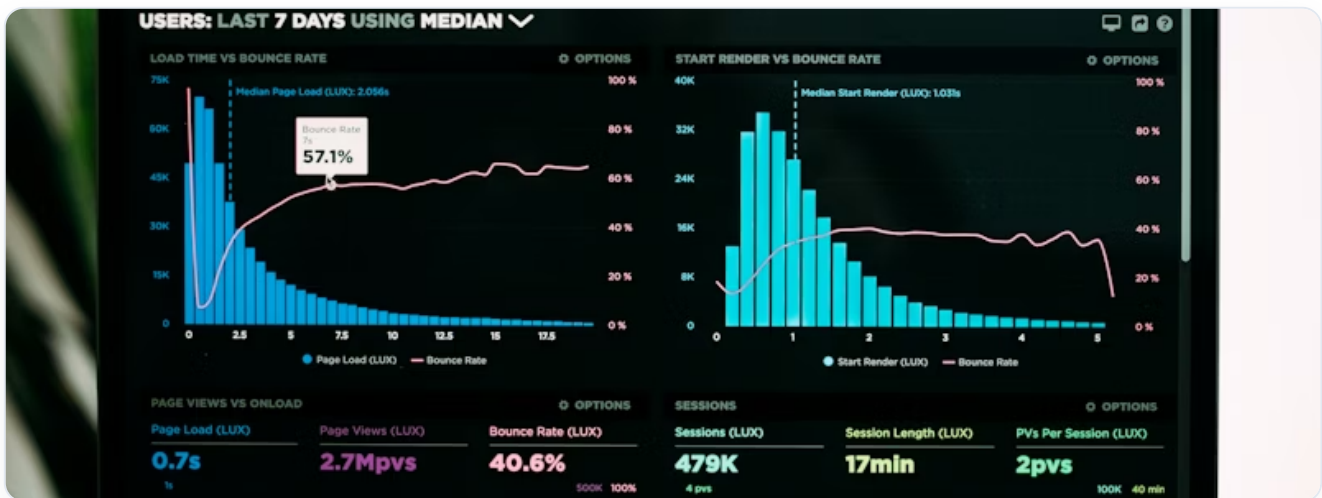 USERS: LAST 7 DAYS USING MEDIAN
LOAD TIME VS BOUNCE RATE
OPTIONS
75K
60K
45K
30K
15K
0
Median Page Load (LUX): 2.056s
Bounce Rate
7s
57.1%
100 %
80 %
60 %
40 %
20 %
0 %
0 2.5 5 7.5 10 12.5 15 17.5
Page Load (LUX) Bounce Rate
START RENDER VS BOUNCE RATE
OPTIONS
40K
32K
24K
16K
8K
0
Median Start Render (LUX): 1.031s
100 %
80 %
60 %
40 %
20 %
0 %
0 1 2 3 4 5
Start Render (LUX) Bounce Rate
PAGE VIEWS VS ONLOAD
OPTIONS
Page Load (LUX)
0.7s
1s
Page Views (LUX)
2.7Mpvs
500K
Bounce Rate (LUX)
40.6%
100%
SESSIONS
OPTIONS
Sessions (LUX)
479K
4 pvs
Session Length (LUX)
17min
PVs Per Session (LUX)
2pvs
100K 40 min
?